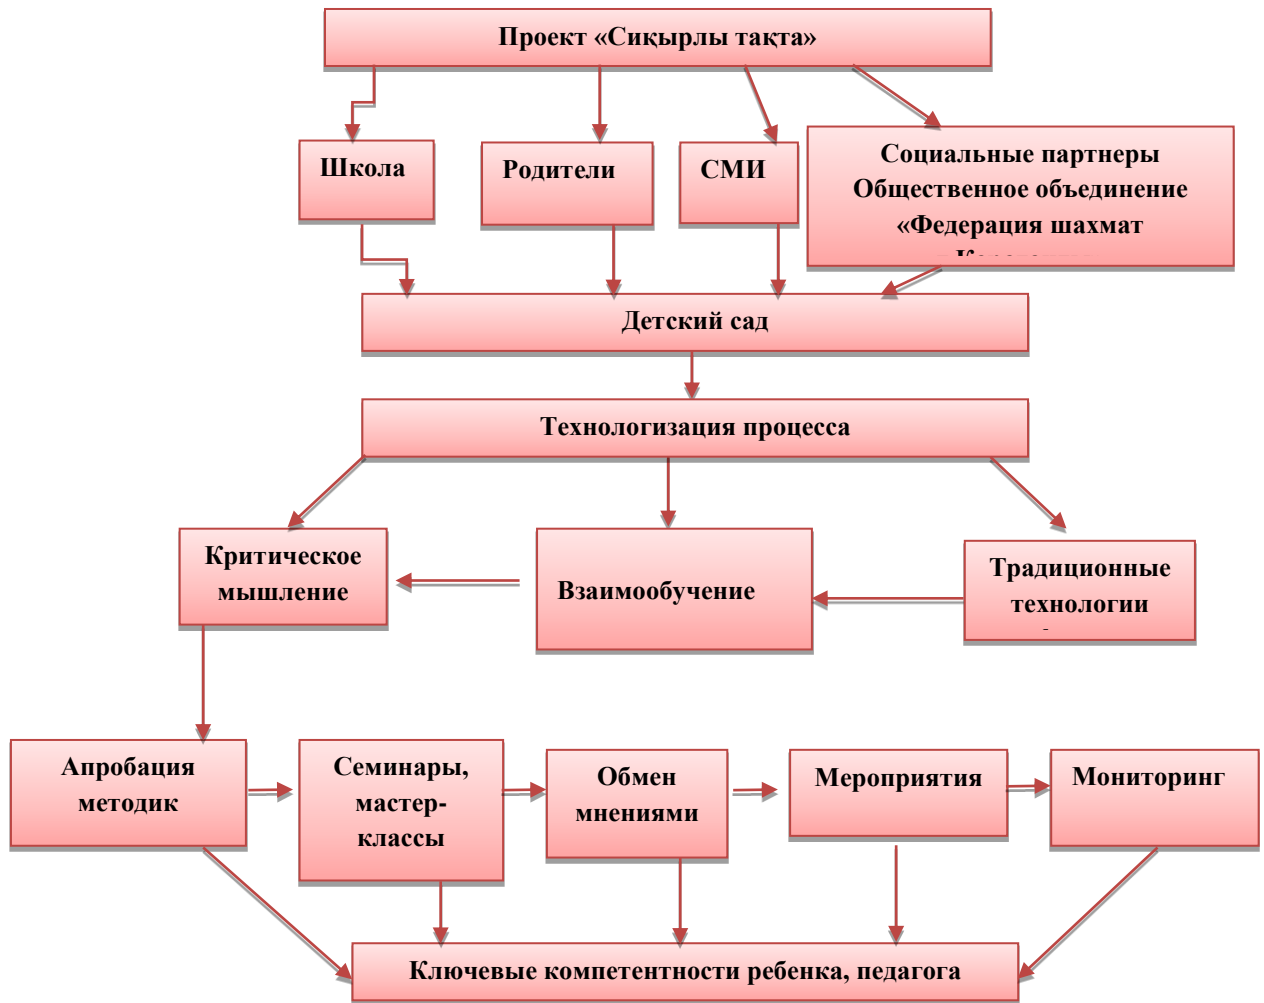 Проект «Сиқырлы тақта»
Школа
Родители
СМИ
Социальные партнеры
Общественное объединение
«Федерация шахмат
Детский сад
Технологизация процесса
Критическое
мышление
Взаимообучение
Традиционные
технологии
Апробация
методик
Семинары,
мастер-
классы
Обмен
мнениями
Мероприятия
Мониторинг
Ключевые компетентности ребенка, педагога